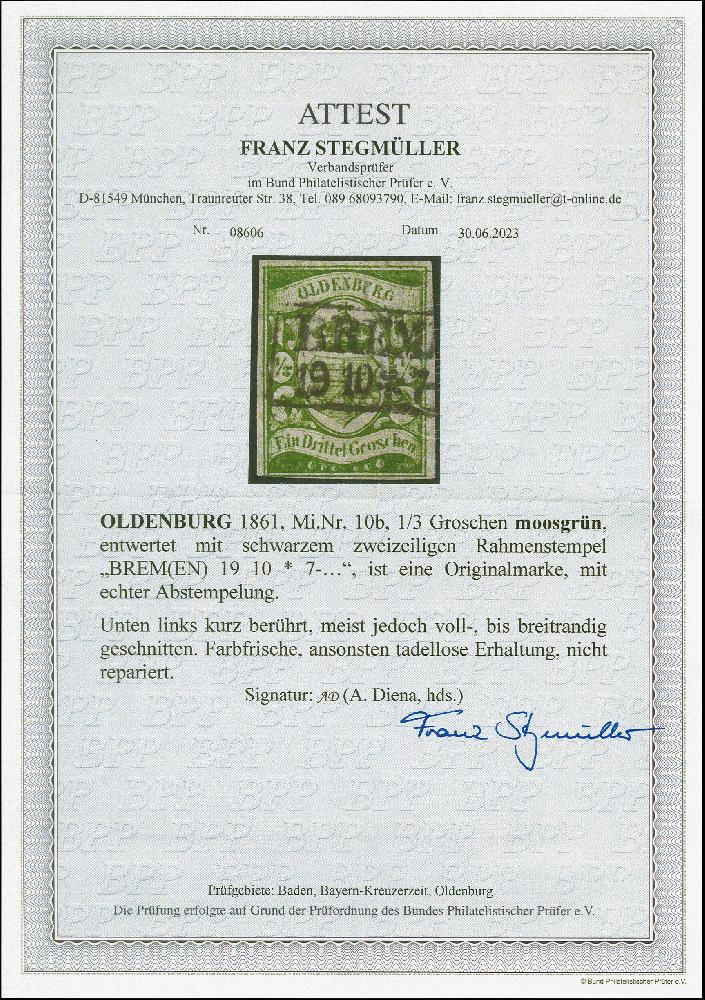 ATTEST
FRANZ STEGMÜLLER
Verbandsprüfer
im Bund Philatelistischer Prüfer e. V.
D-81549 München, Traunreuter Str. 38, Tel. 089 68093790, E-Mail: franz.stegmueller@t-online.de
Nr. 08606 Datum 30.06.2023
OLDENBURG
BREM
1/3
19 10 * 7
Ein Drittel Groschen
OLDENBURG 1861, Mi.Nr. 10b, 1/3 Groschen moosgrün,
entwertet mit schwarzem zweizeiligen Rahmenstempel
„BREM(EN) 19 10 * 7-…“, ist eine Originalmarke, mit
echter Abstempelung.
Unten links kurz berührt, meist jedoch voll-, bis breitrandig
geschnitten. Farbfrische, ansonsten tadellose Erhaltung, nicht
repariert.
Signatur: AD (A. Diena, hds.)
Franz Stegmüller
Prüfgebiete: Baden, Bayern-Kreuzerzeit, Oldenburg
Die Prüfung erfolgte auf Grund der Prüfordnung des Bundes Philatelistischer Prüfer e.V.
© Bund Philatelistischer Prüfer e.V.